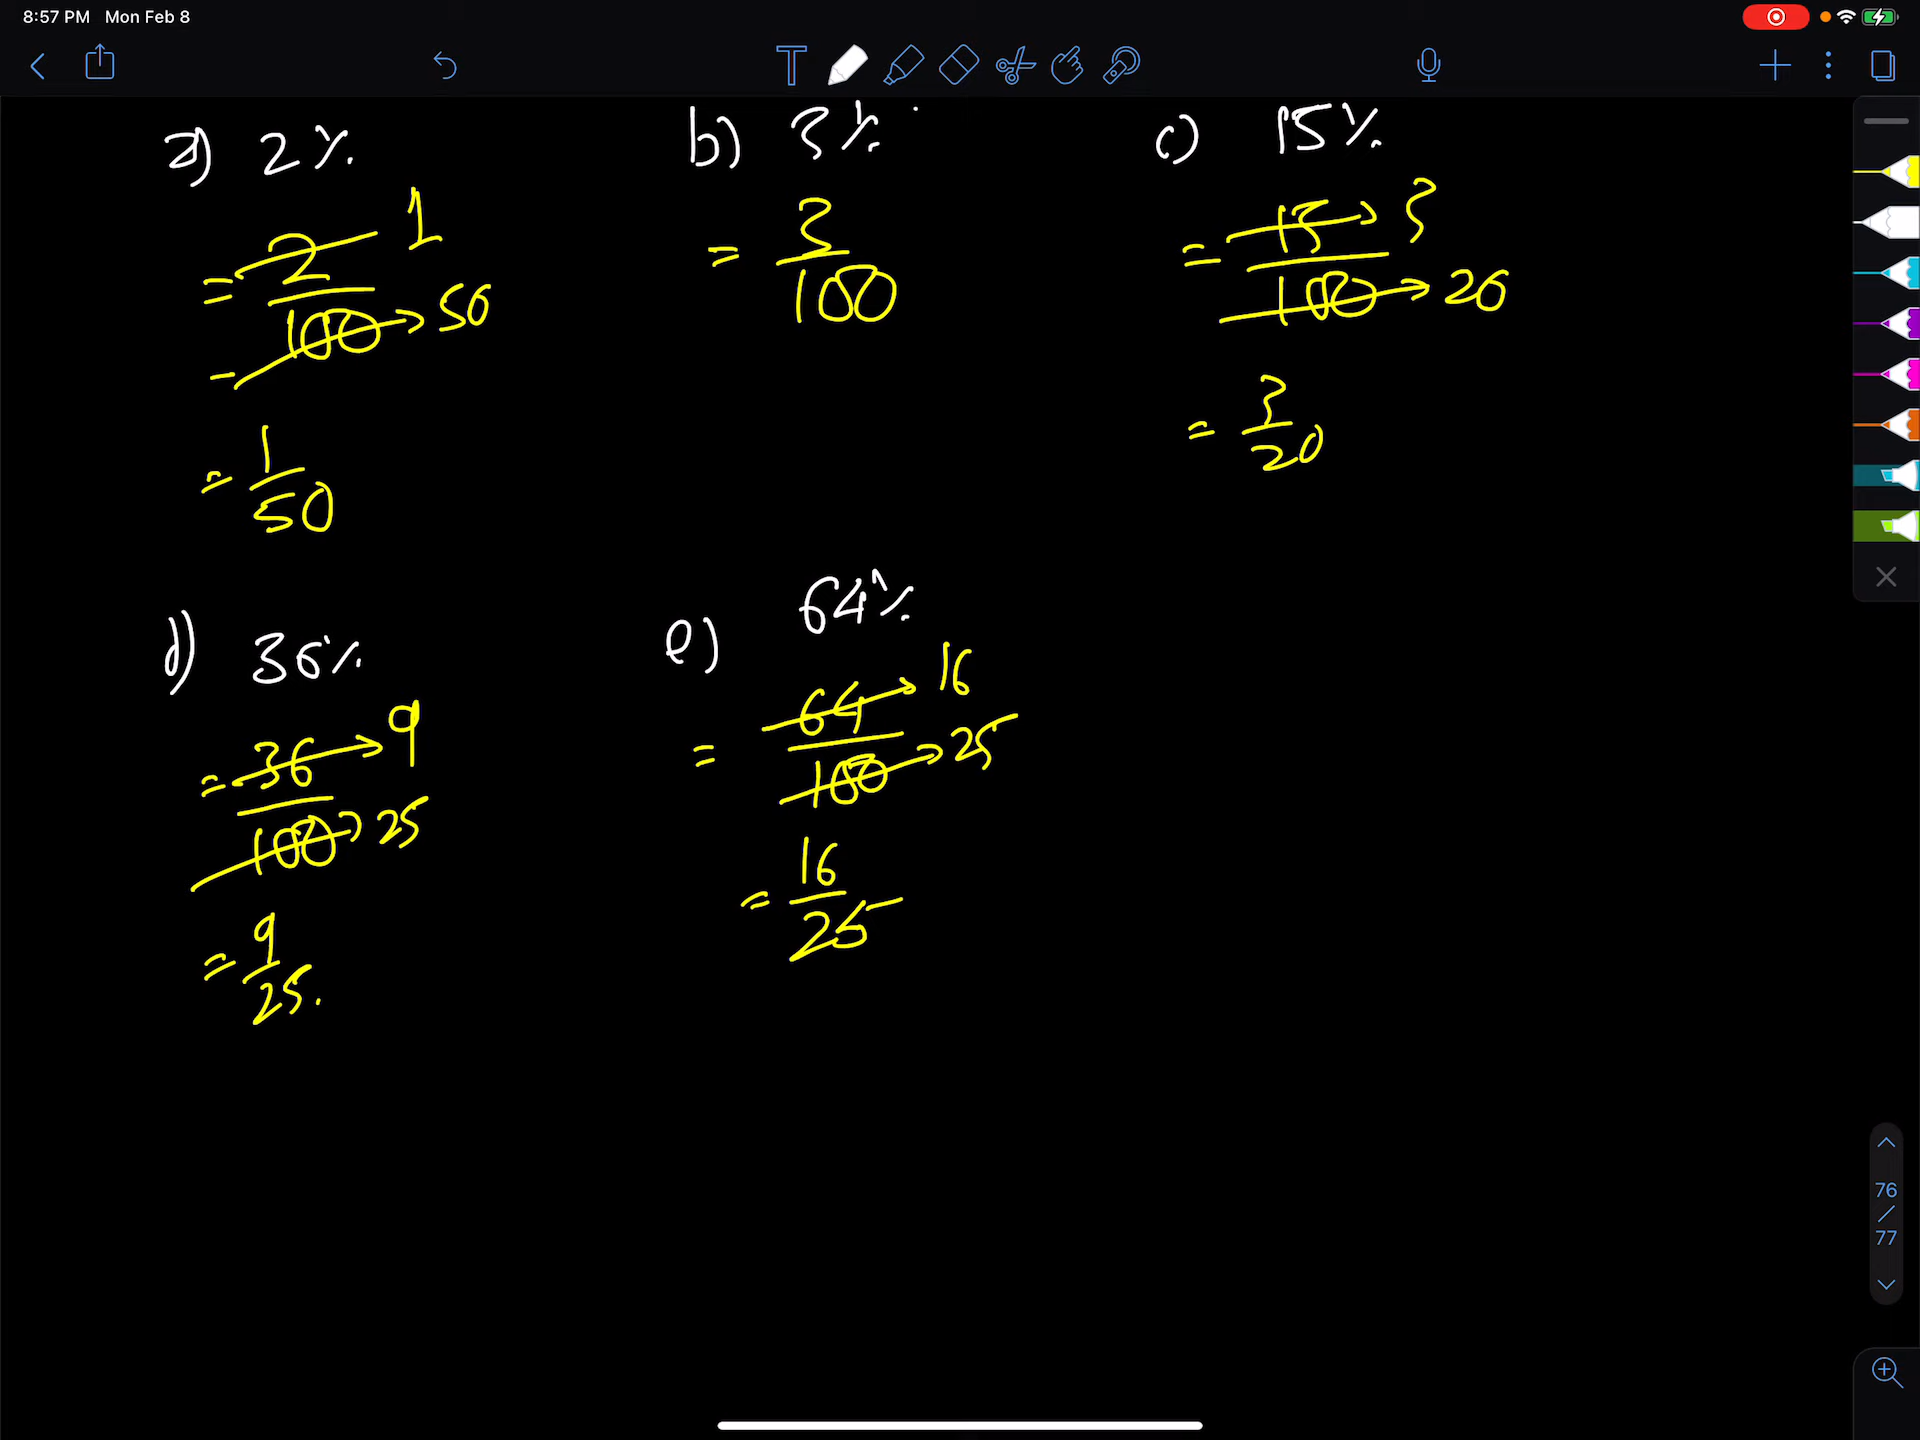 8:57 PM Mon Feb 8
a) 2%
= 2/100 1 50
= 1/50
b) 3%
= 3/100
c) 15%
= 15/100 → 3 → 20
= 3/20
d) 36%
= 36/100 → 9 → 25
= 9/25.
e) 64%
= 64/100 → 16 → 25
= 16/25
76
/
77